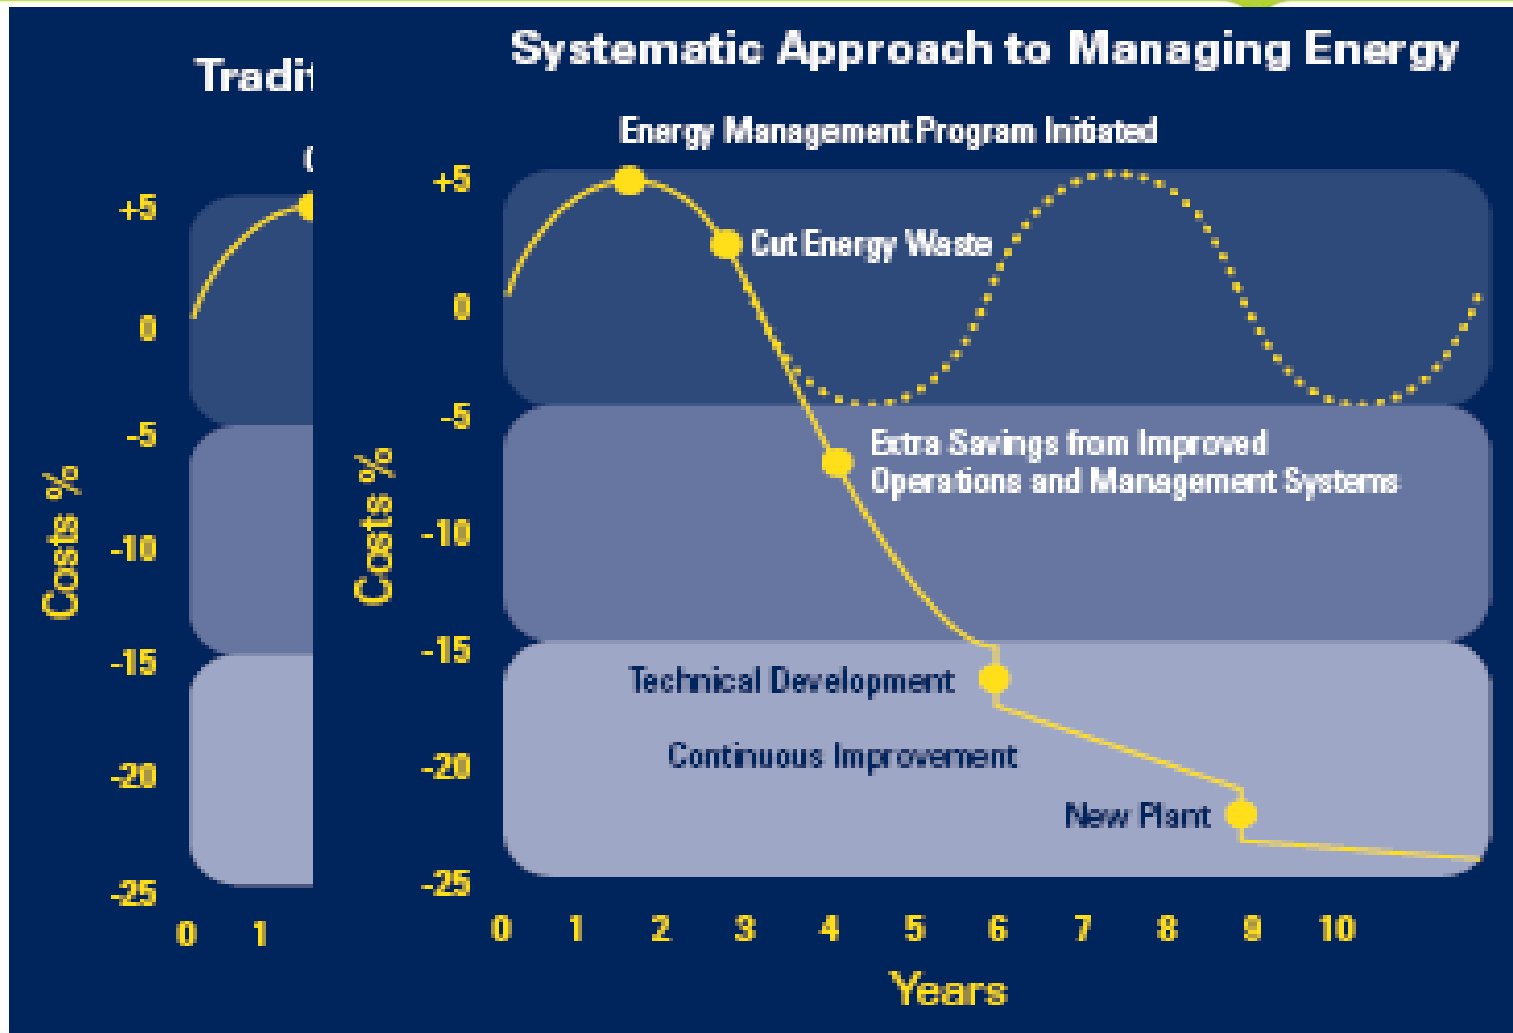 Tradit
+5
0
-5
-10
-15
-20
-25
Costs %
0 1
Systematic Approach to Managing Energy
Energy Management Program Initiated
+5
0
-5
-10
-15
-20
-25
Costs %
Cut Energy Waste
Extra Savings from Improved
Operations and Management Systems
Technical Development
Continuous Improvement
New Plant
0 1 2 3 4 5 6 7 8 9 10
Years